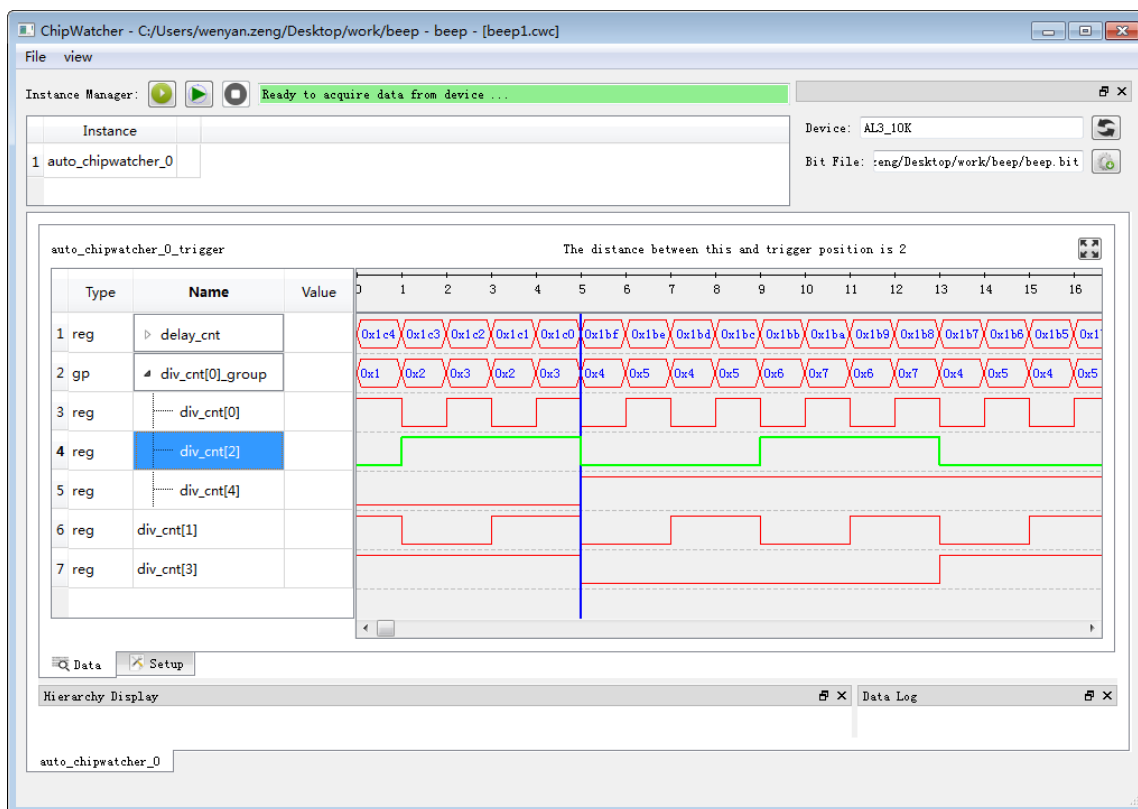 ChipWatcher - C:/Users/wenyan.zeng/Desktop/work/beep - beep - [beep1.cwc]
File view
Instance Manager: Ready to acquire data from device ...
Instance
1 auto_chipwatcher_0
Device: AL3_10K
Bit File: :eng/Desktop/work/beep/beep.bit
auto_chipwatcher_0_trigger The distance between this and trigger position is 2
Type Name Value 0 1 2 3 4 5 6 7 8 9 10 11 12 13 14 15 16
1 reg delay_cnt 0x1c4 0x1c3 0x1c2 0x1c1 0x1c0 0x1bf 0x1be 0x1bd 0x1bc 0x1bb 0x1ba 0x1b9 0x1b8 0x1b7 0x1b6 0x1b5 0x1
2 gp div_cnt[0]_group 0x1 0x2 0x3 0x2 0x3 0x4 0x5 0x4 0x5 0x6 0x7 0x6 0x7 0x4 0x5 0x4 0x5
3 reg div_cnt[0]
4 reg div_cnt[2]
5 reg div_cnt[4]
6 reg div_cnt[1]
7 reg div_cnt[3]
Data Setup
Hierarchy Display Data Log
auto_chipwatcher_0